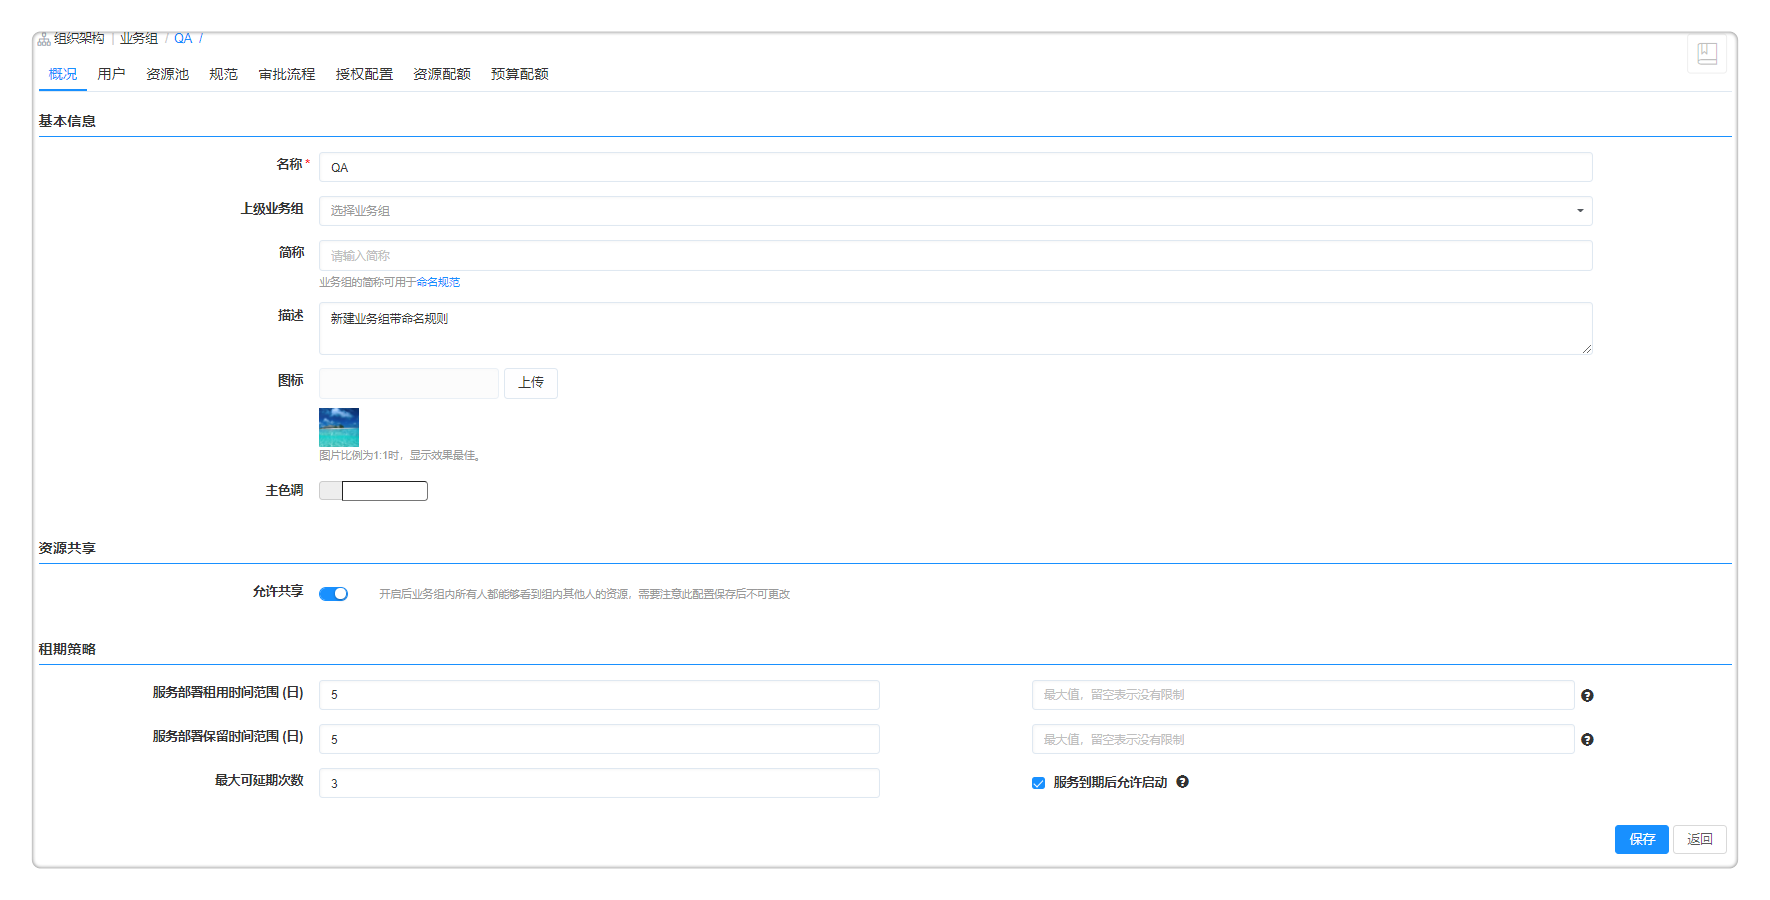 组织架构 | 业务组 / QA /
概况 用户 资源池 规范 审批流程 授权配置 资源配额 预算配额
基本信息
名称* QA
上级业务组 选择业务组
简称 请输入简称
业务组的简称可用于命名规范
描述 新建业务组带命名规则
图标 上传
图片比例为1:1时，显示效果最佳。
主色调
资源共享
允许共享 开启后业务组内所有人都能够看到组内其他人的资源，需要注意此配置保存后不可更改
租期策略
服务部署租用时间范围 (日) 5 最大值，留空表示没有限制
服务部署保留时间范围 (日) 5 最大值，留空表示没有限制
最大可延期次数 3 服务到期后允许启动
保存 返回